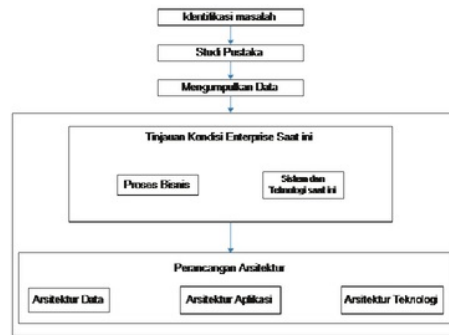 Identifikasi masalah
Studi Pustaka
Mengumpulkan Data
Tinjauan Kondisi Enterprise Saat ini
Proses Bisnis
Sistem dan
Teknologi saat ini
Perancangan Arsitektur
Arsitektur Data
Arsitektur Aplikasi
Arsitektur Teknologi